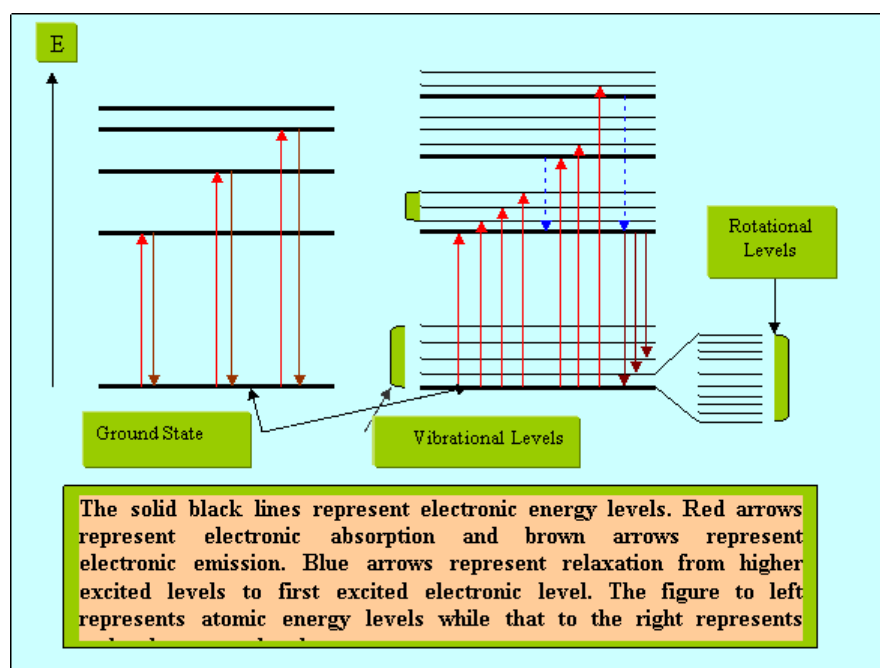 E
Rotational
Levels
Ground State
Vibrational Levels
The solid black lines represent electronic energy levels. Red arrows
represent electronic absorption and brown arrows represent
electronic emission. Blue arrows represent relaxation from higher
excited levels to first excited electronic level. The figure to left
represents atomic energy levels while that to the right represents